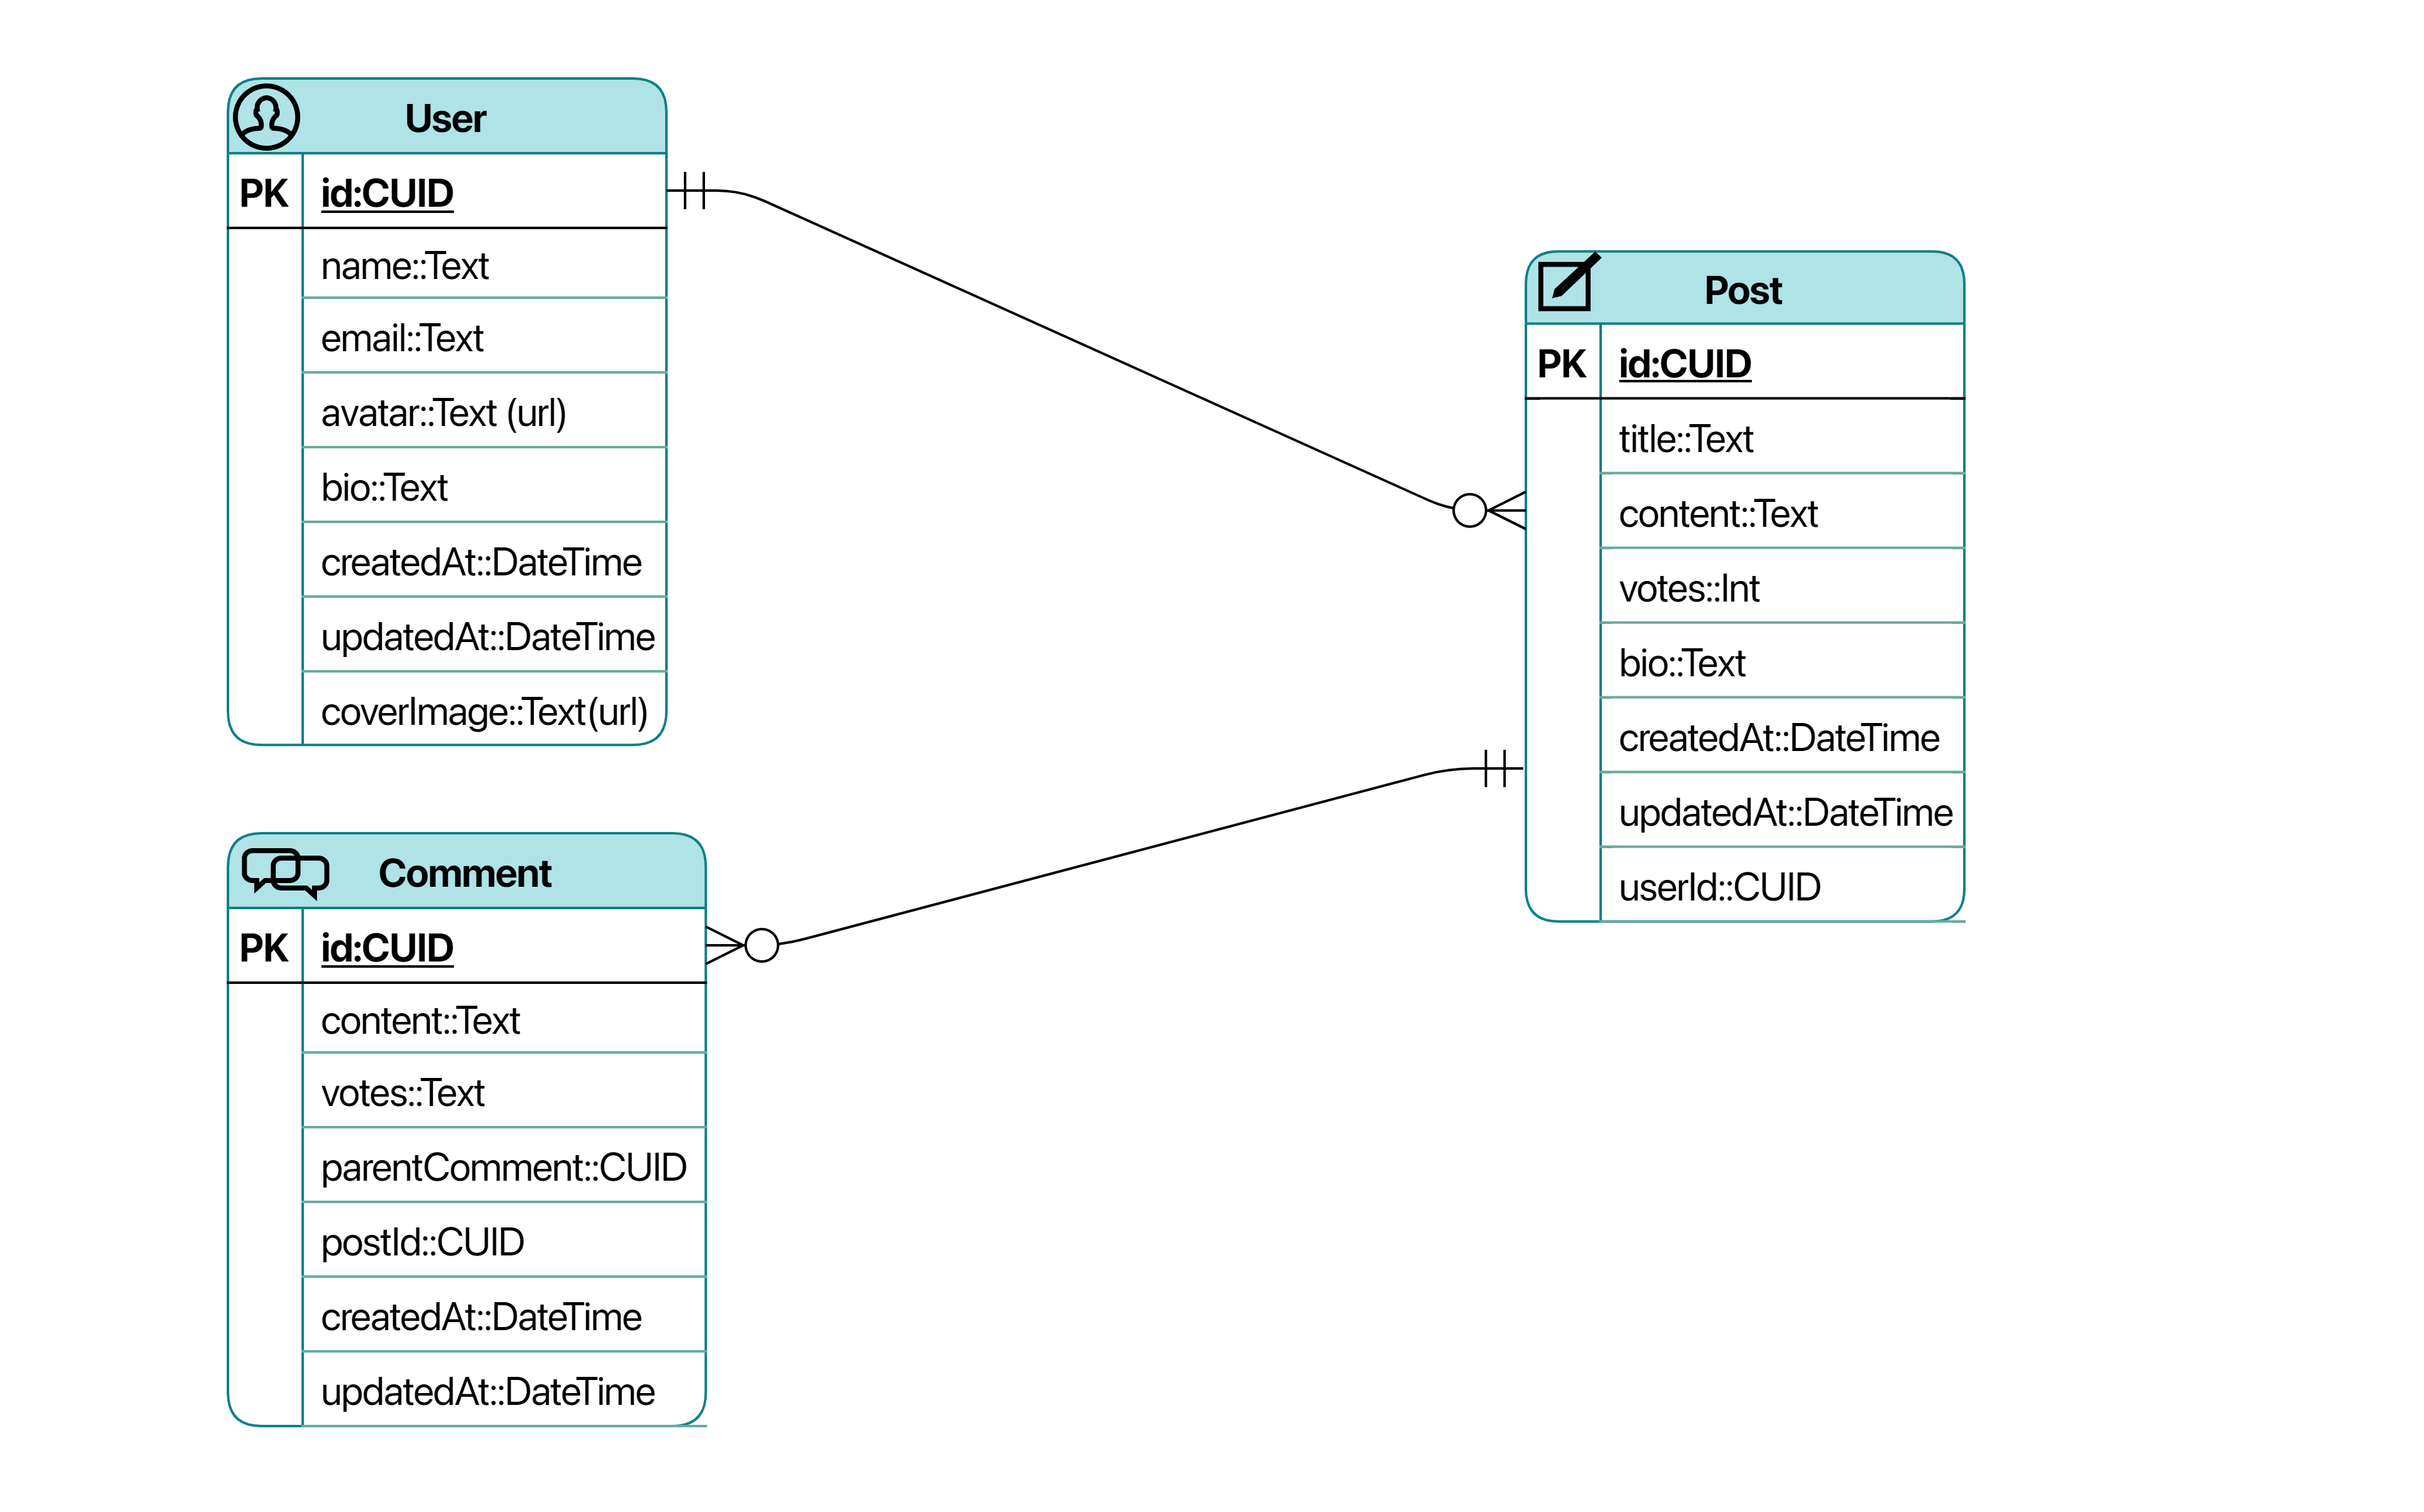 User
PK id:CUID
name::Text
email::Text
avatar::Text (url)
bio::Text
createdAt::DateTime
updatedAt::DateTime
coverImage::Text(url)
Post
PK id:CUID
title::Text
content::Text
votes::Int
bio::Text
createdAt::DateTime
updatedAt::DateTime
userId::CUID
Comment
PK id:CUID
content::Text
votes::Text
parentComment::CUID
postId::CUID
createdAt::DateTime
updatedAt::DateTime